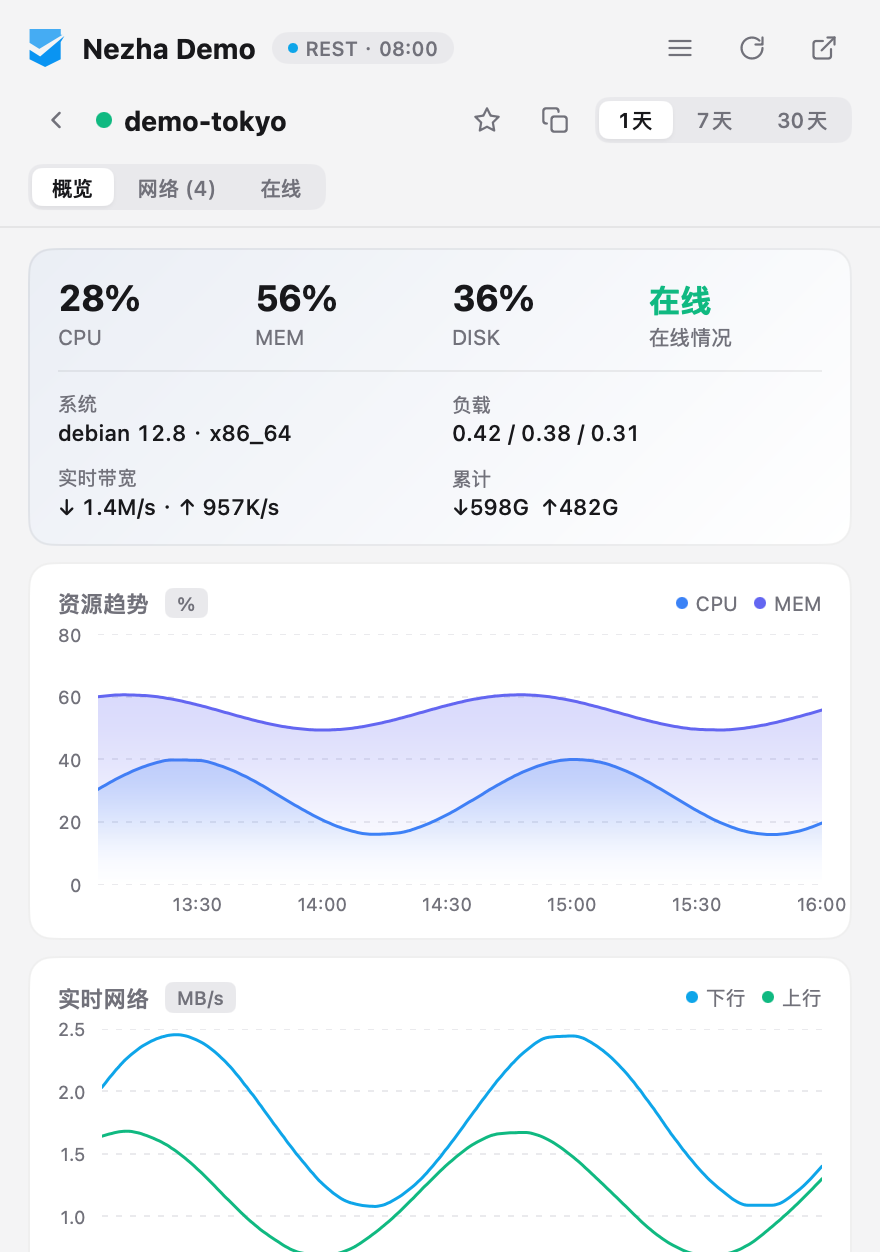 Nezha Demo REST · 08:00
demo-tokyo 1天 7天 30天
概览 网络 (4) 在线
28% 56% 36% 在线
CPU MEM DISK 在线情况
系统 负载
debian 12.8 · x86_64 0.42 / 0.38 / 0.31
实时带宽 累计
↓ 1.4M/s · ↑ 957K/s ↓598G ↑482G
资源趋势 % CPU MEM
80
60
40
20
0
13:30 14:00 14:30 15:00 15:30 16:00
实时网络 MB/s 下行 上行
2.5
2.0
1.5
1.0